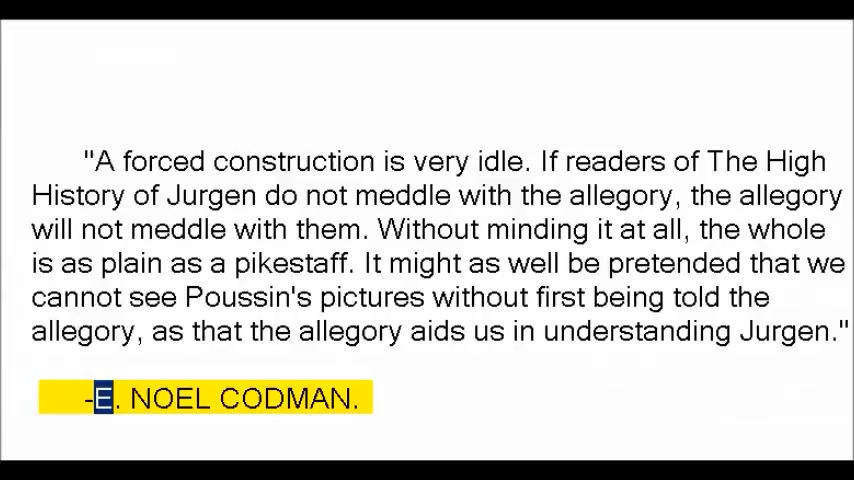 "A forced construction is very idle. If readers of The High
History of Jurgen do not meddle with the allegory, the allegory
will not meddle with them. Without minding it at all, the whole
is as plain as a pikestaff. It might as well be pretended that we
cannot see Poussin's pictures without first being told the
allegory, as that the allegory aids us in understanding Jurgen."
-E. NOEL CODMAN.